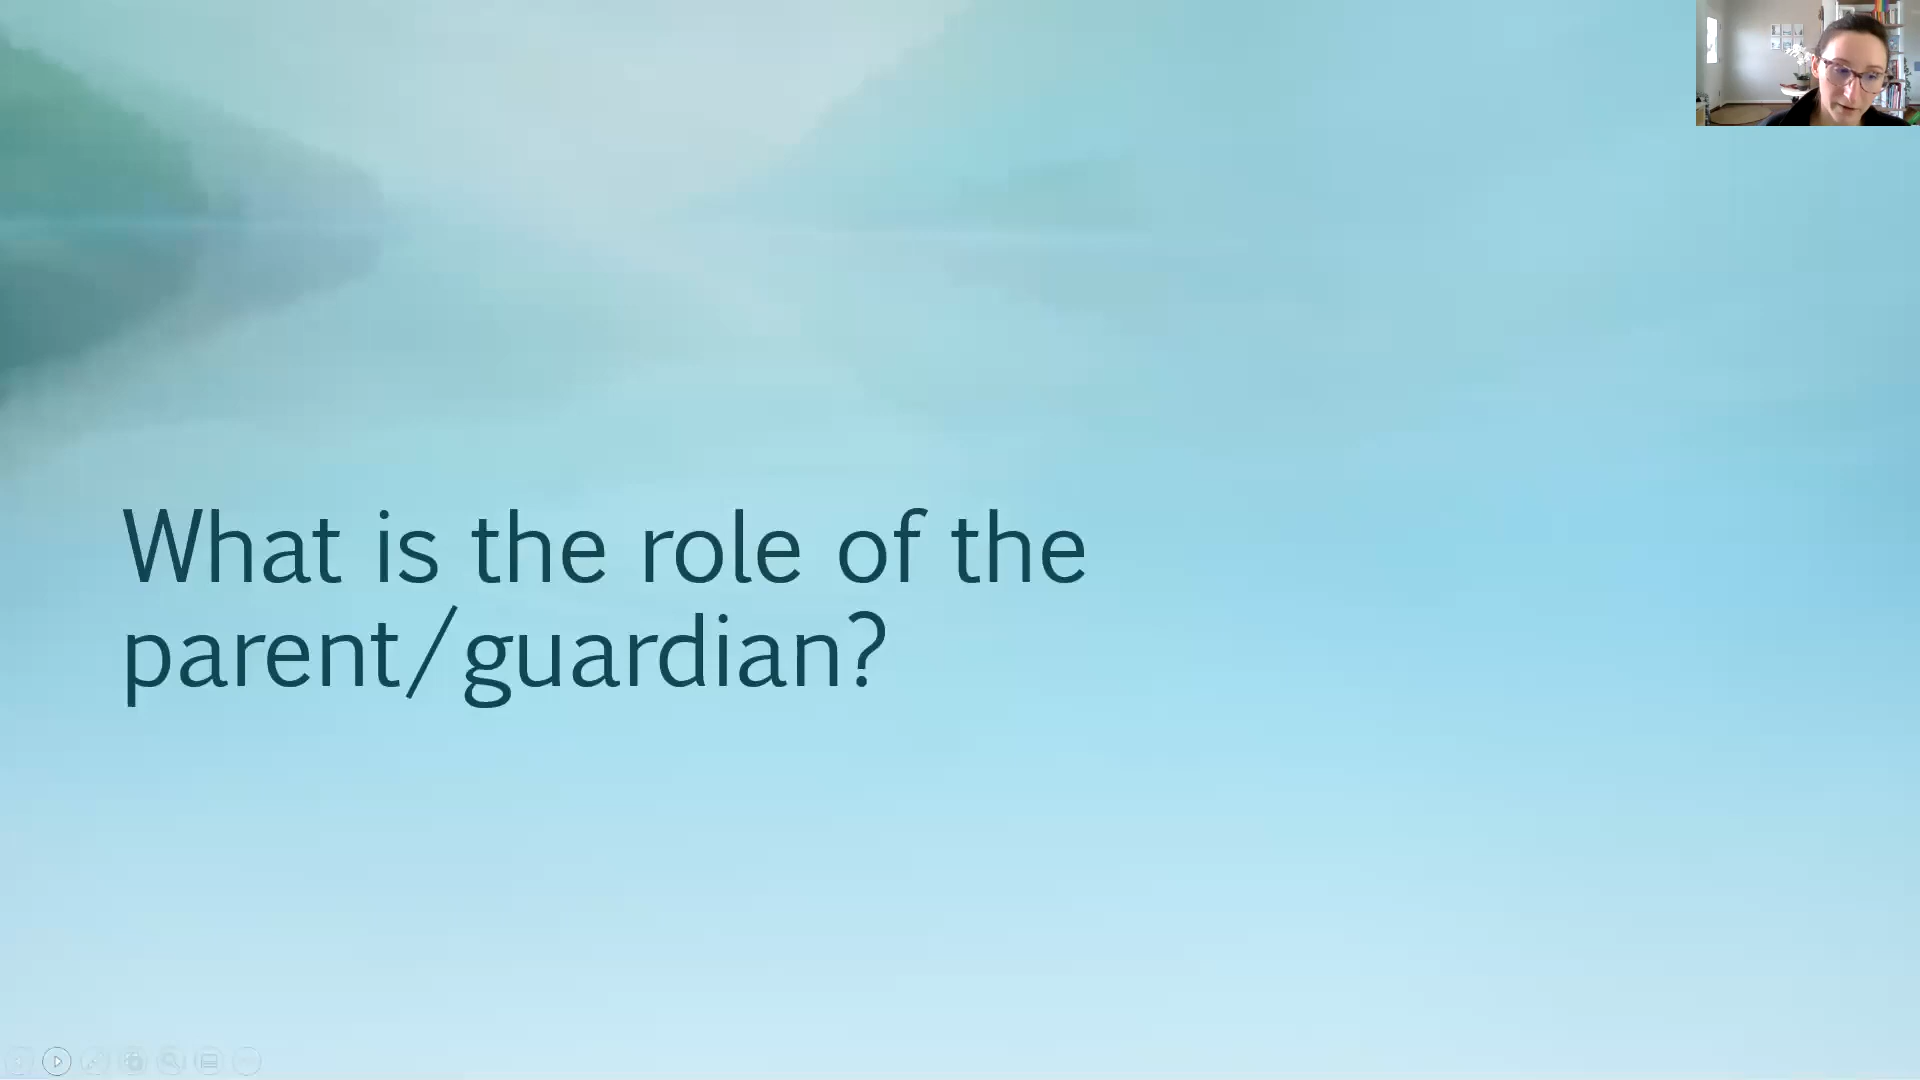 What is the role of the
parent/guardian?